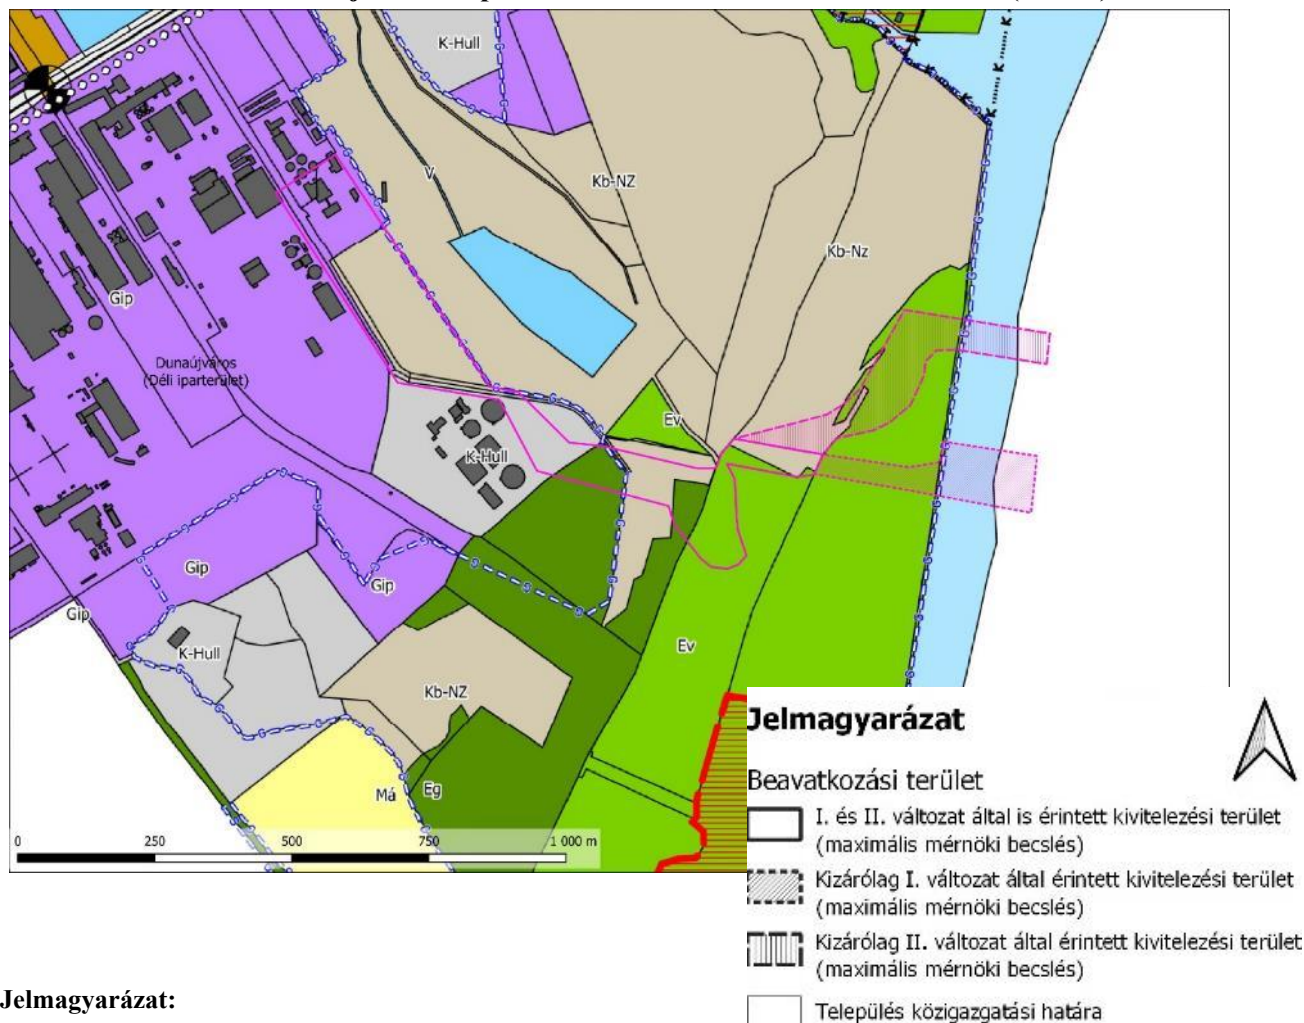 K-Hull
V
Kb-NZ
Kb-Nz
Gip
Dunaújváros
(Déli iparterület)
Ev
K-Hull
Gip
Gip
Gip
K-Hull
Ev
Kb-NZ
Má
Eg
0 250 500 750 1 000 m
Jelmagyarázat
Beavatkozási terület
I. és II. változat által is érintett kivitelezési terület
(maximális mérnöki becslés)
Kizárólag I. változat által érintett kivitelezési terület
(maximális mérnöki becslés)
Kizárólag II. változat által érintett kivitelezési terület
(maximális mérnöki becslés)
Település közigazgatási határa
Jelmagyarázat: